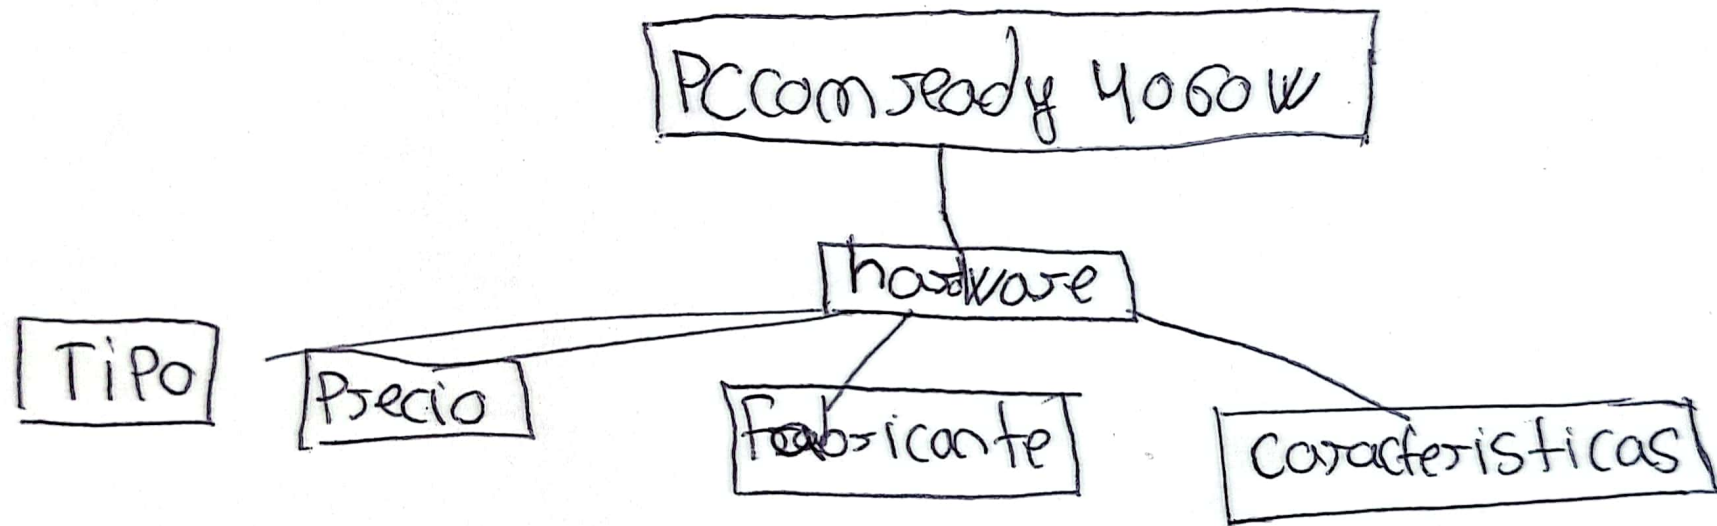 PCComready 4060W
hardware
TiPo
Precio
Fabricante
caracteristicas